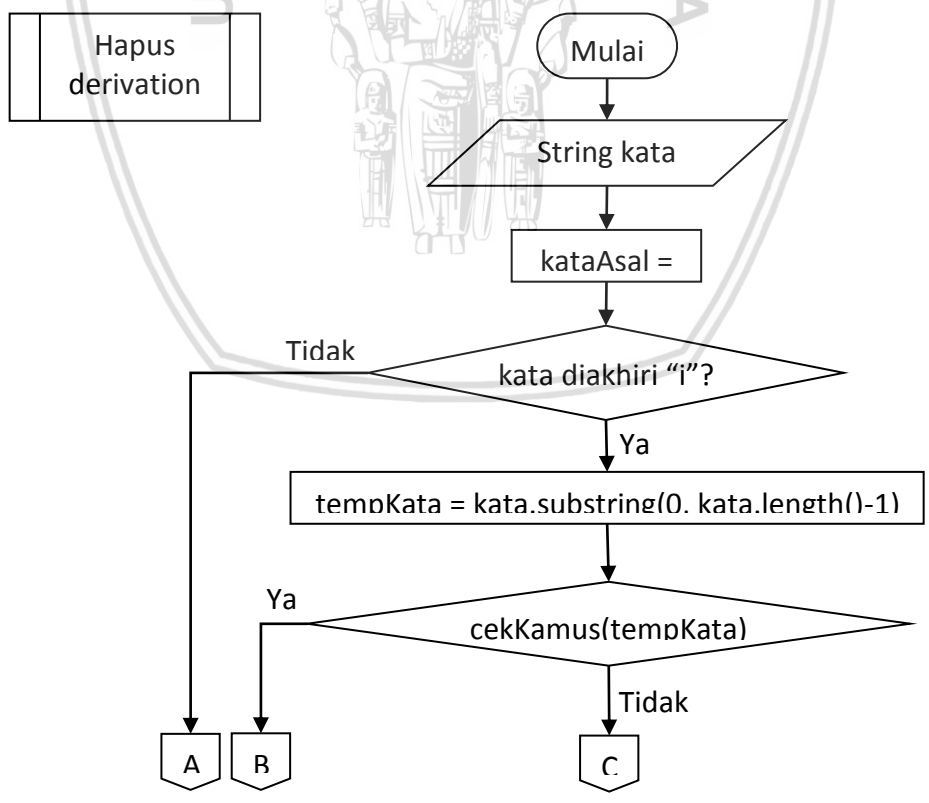 Hapus
derivation
Mulai
String kata
kataAsal =
Tidak
kata diakhiri “i”?
Ya
tempKata = kata.substring(0, kata.length()-1)
Ya
cekKamus(tempKata)
Tidak
A
B
C